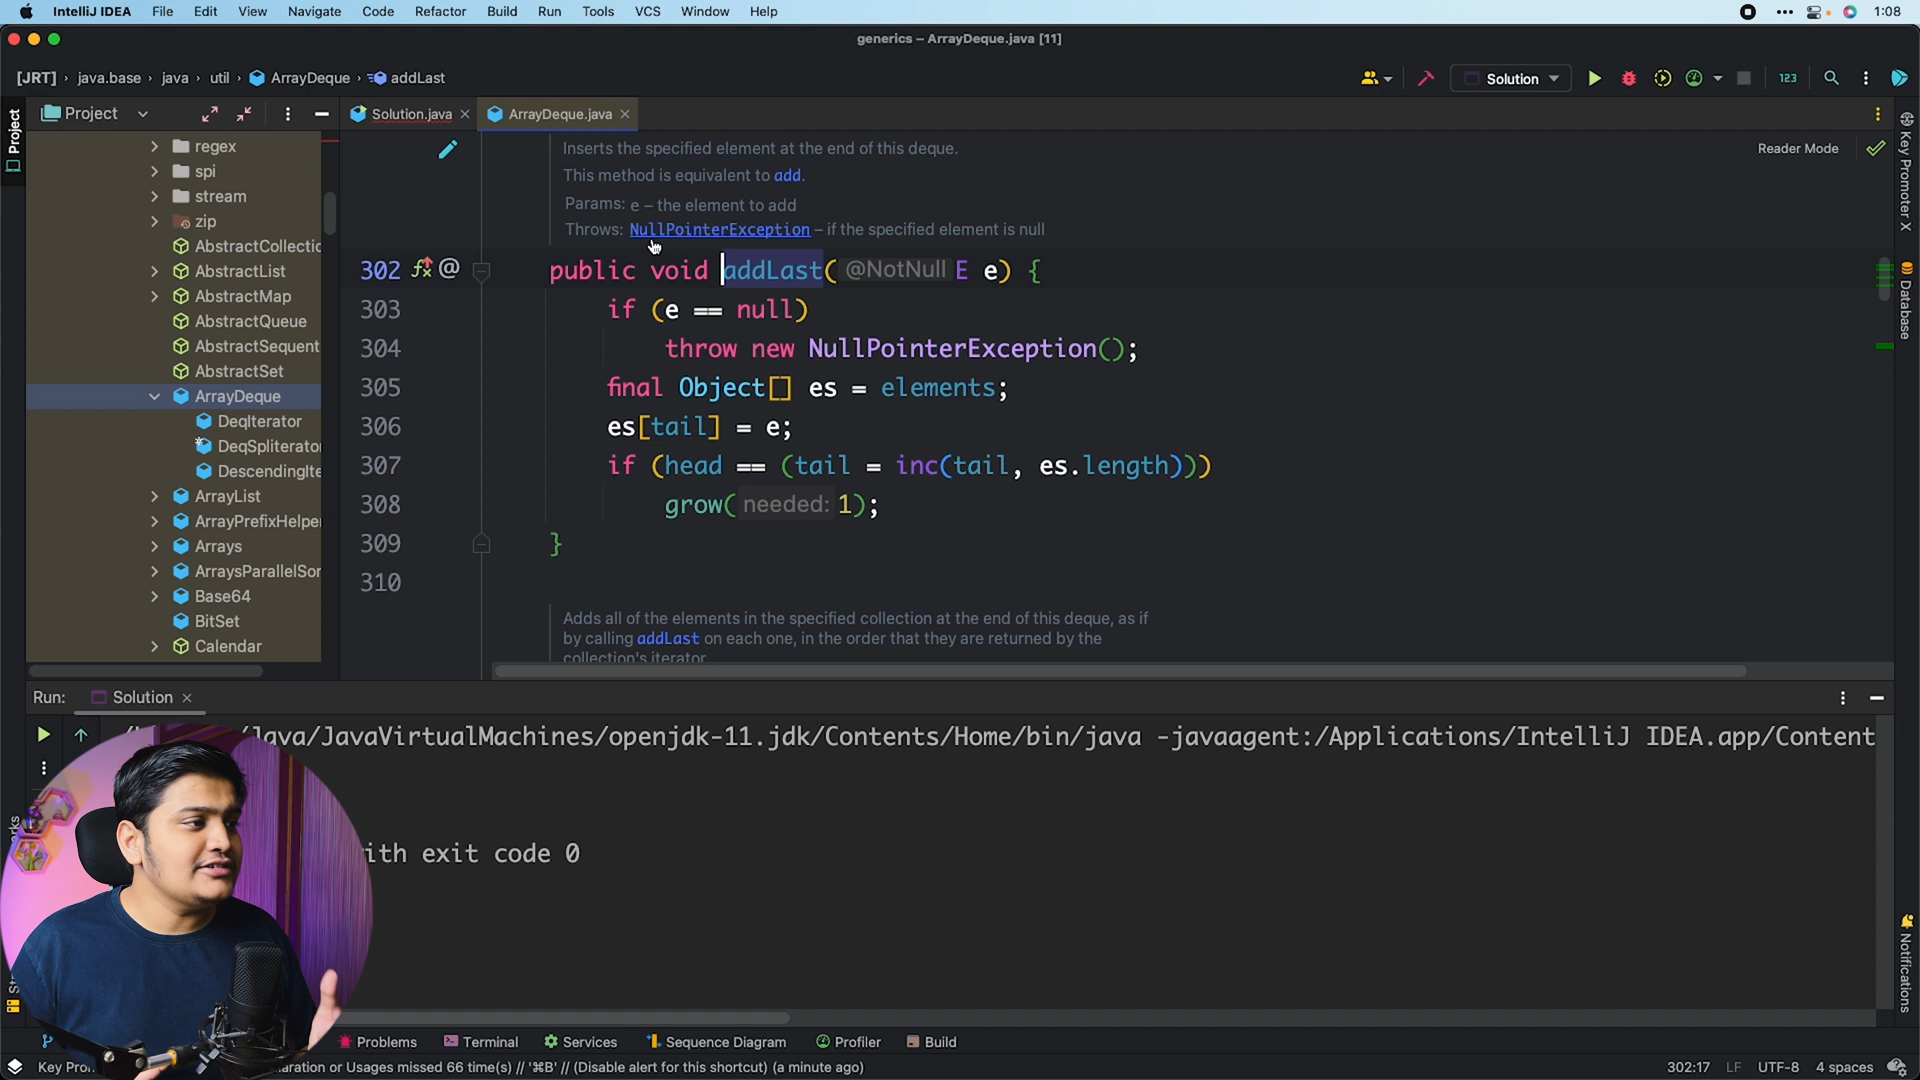 IntelliJ IDEA File Edit View Navigate Code Refactor Build Run Tools VCS Window Help 1:08
generics – ArrayDeque.java [11]
[JRT] java.base java util ArrayDeque addLast Solution 123
Project
Solution.java ArrayDeque.java
Project
regex
spi
stream
zip
AbstractCollectic
AbstractList
AbstractMap
AbstractQueue
AbstractSequent
AbstractSet
ArrayDeque
DeqIterator
DeqSpliterato
DescendingIte
ArrayList
ArrayPrefixHelpe
Arrays
ArraysParallelSor
Base64
BitSet
Calendar
Reader Mode
Inserts the specified element at the end of this deque.
This method is equivalent to add.
Params: e – the element to add
Throws: NullPointerException – if the specified element is null
302 public void addLast( @NotNull E e) {
303 if (e == null)
304 throw new NullPointerException();
305 final Object[] es = elements;
306 es[tail] = e;
307 if (head == (tail = inc(tail, es.length)))
308 grow( needed: 1);
309 }
310
Adds all of the elements in the specified collection at the end of this deque, as if
by calling addLast on each one, in the order that they are returned by the
collection's iterator
Key Promoter X
Database
Notifications
Run: Solution
/Java/JavaVirtualMachines/openjdk-11.jdk/Contents/Home/bin/java -javaagent:/Applications/IntelliJ IDEA.app/Content
ith exit code 0
Problems Terminal Services Sequence Diagram Profiler Build
Key Pro aration or Usages missed 66 time(s) // '⌘B' // (Disable alert for this shortcut) (a minute ago) 302:17 LF UTF-8 4 spaces